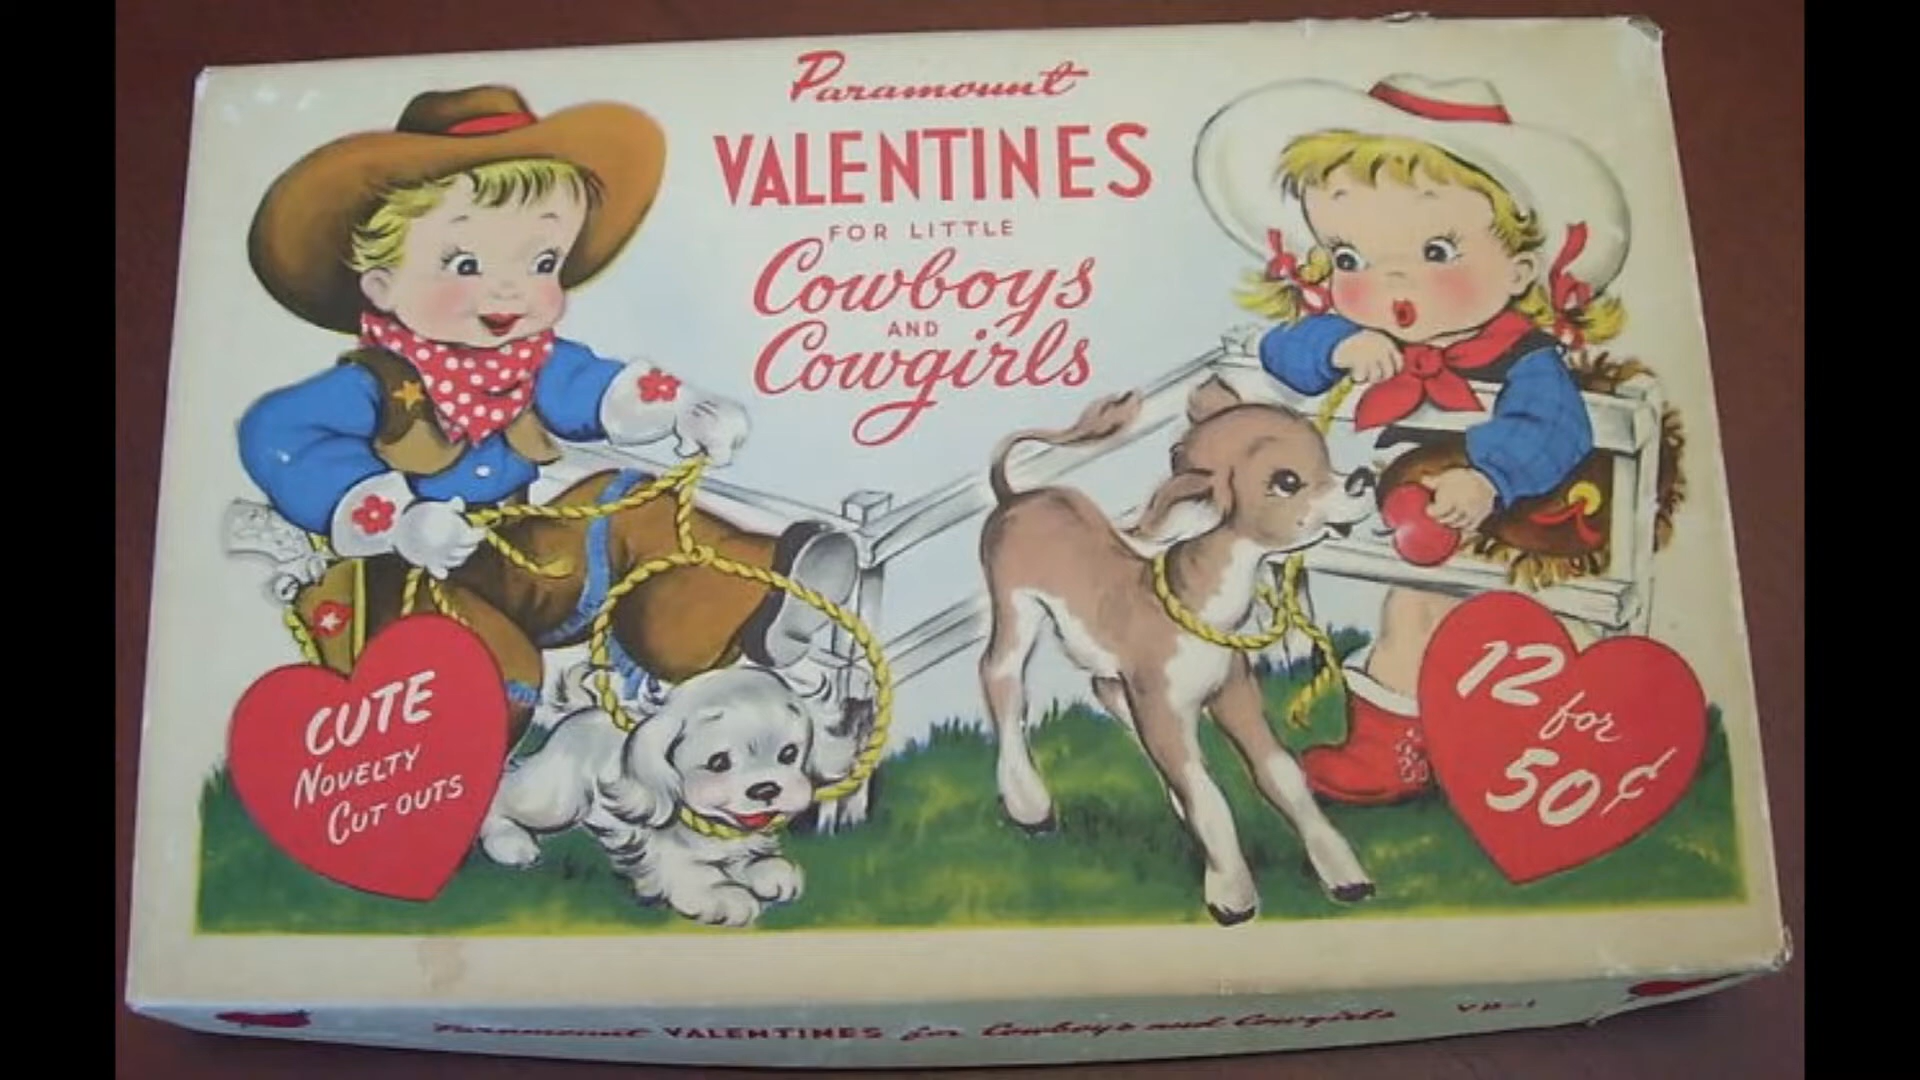 Paramount
VALENTINES
FOR LITTLE
Cowboys
AND
Cowgirls
CUTE
NOVELTY
CUT OUTS
12 for
50¢
Paramount VALENTINES for Cowboys and Cowgirls